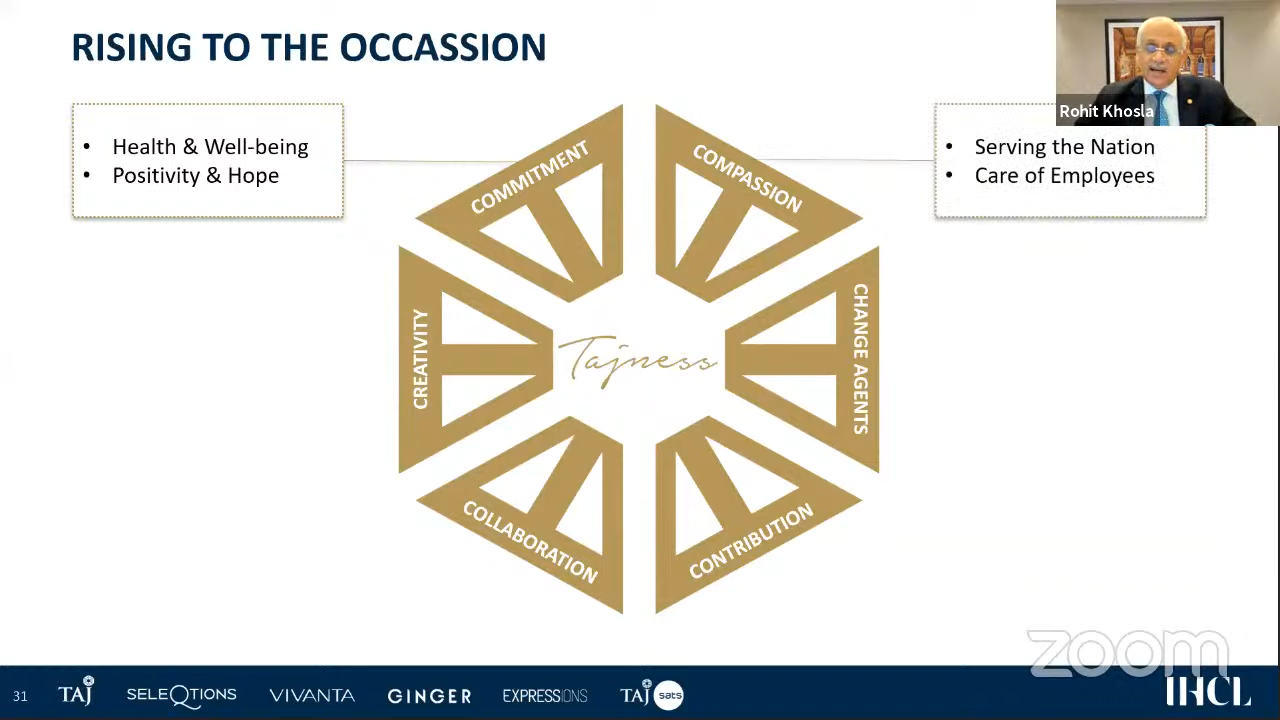 RISING TO THE OCCASSION
Rohit Khosla
• Health & Well-being
• Positivity & Hope
• Serving the Nation
• Care of Employees
COMMITMENT
COMPASSION
CREATIVITY
Tajness
CHANGE AGENTS
COLLABORATION
CONTRIBUTION
zoom
31 TAJ SELEQTIONS VIVANTA GINGER EXPRESSIONS TAJ sats IHCL